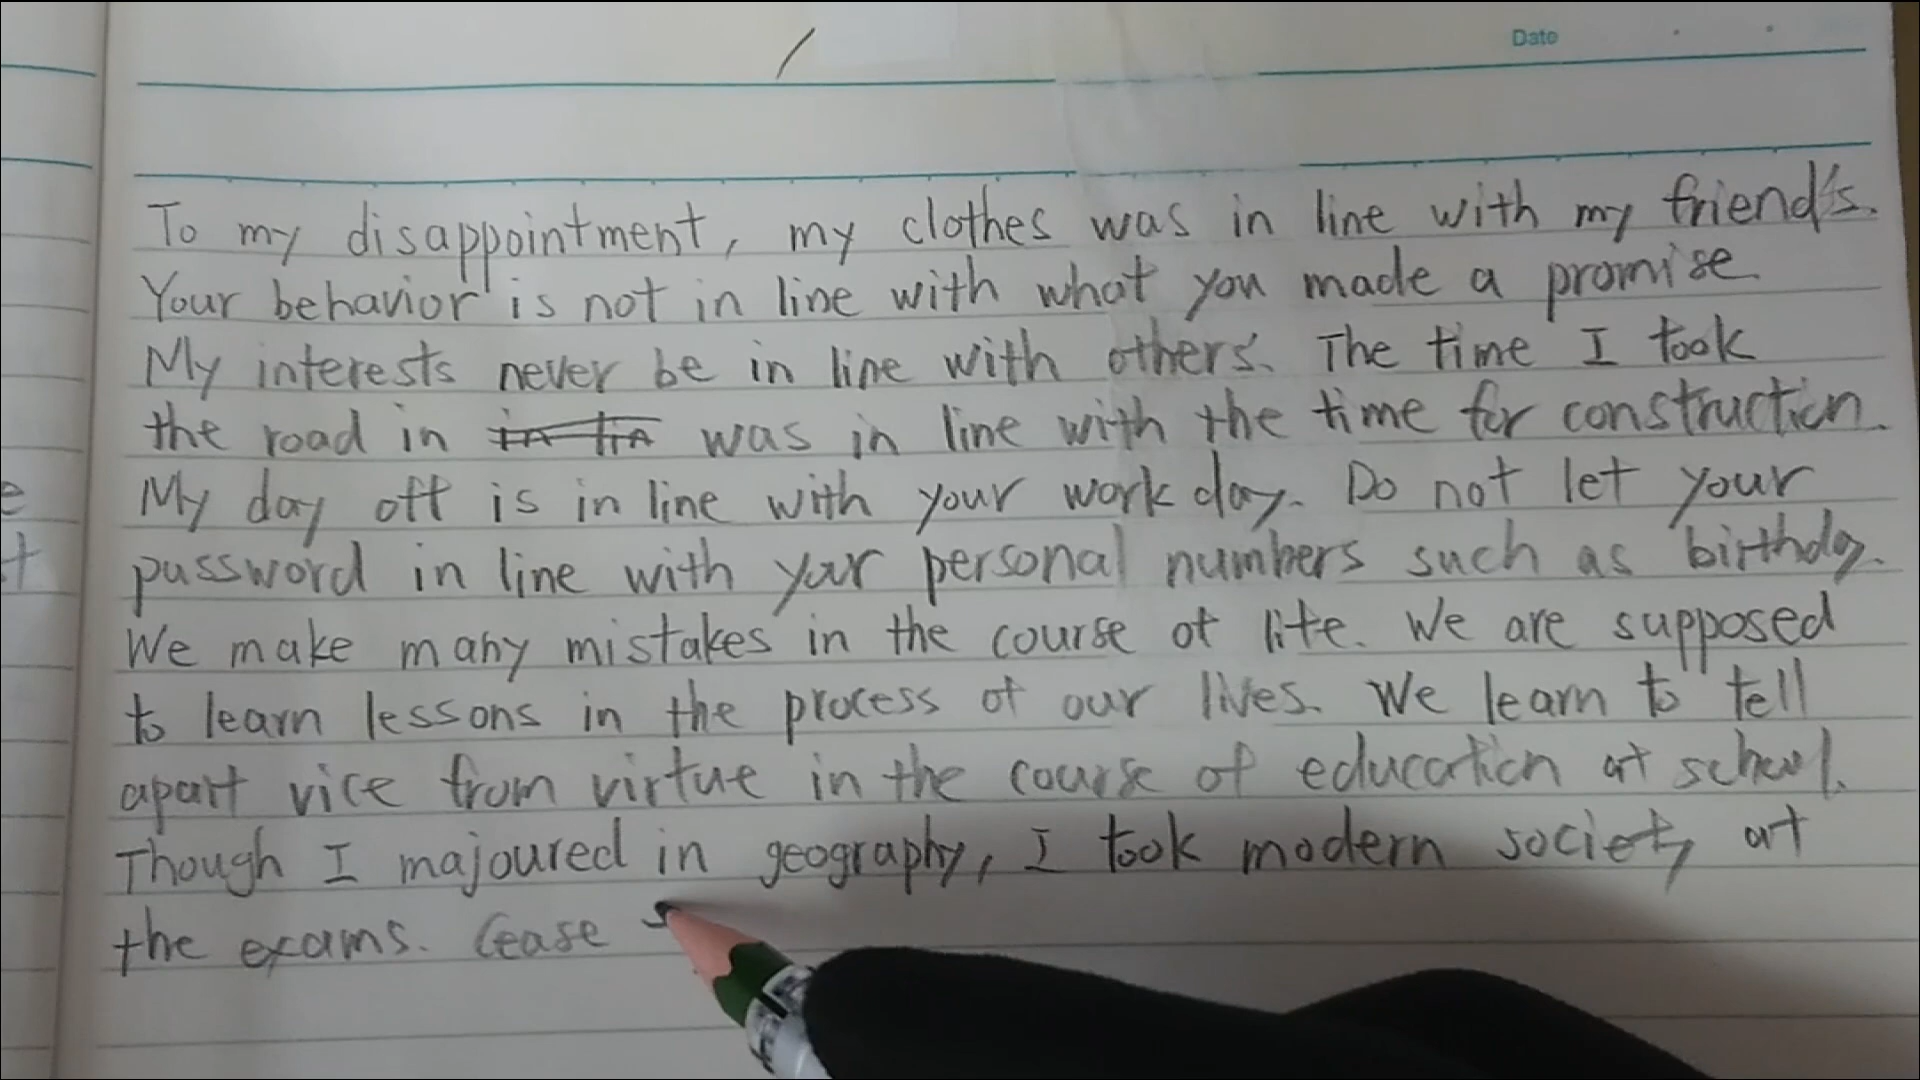 Date
To my disappointment, my clothes was in line with my friend's.
Your behavior is not in line with what you made a promise.
My interests never be in line with others'. The time I took
the road in was in line with the time for construction.
My day off is in line with your work day. Do not let your
password in line with your personal numbers such as birthday.
We make many mistakes in the course of life. We are supposed
to learn lessons in the process of our lives. We learn to tell
apart vice from virtue in the course of education at school.
Though I majoured in geography, I took modern society at
the exams. Cease
e
t